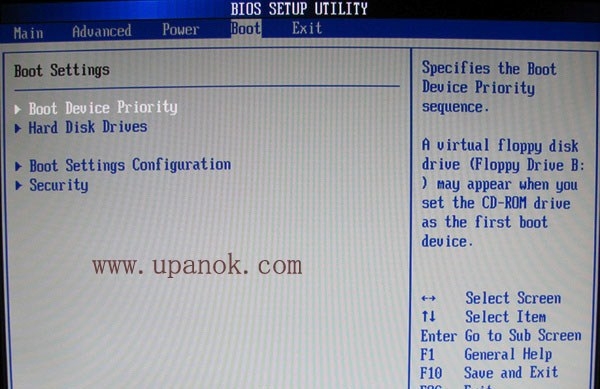 BIOS SETUP UTILITY
Main Advanced Power Boot Exit
Boot Settings
Boot Device Priority
Hard Disk Drives
Boot Settings Configuration
Security
www.upanok.com
Specifies the Boot
Device Priority
sequence.
A virtual floppy disk
drive (Floppy Drive B:
) may appear when you
set the CD-ROM drive
as the first boot
device.
↔ Select Screen
↑↓ Select Item
Enter Go to Sub Screen
F1 General Help
F10 Save and Exit